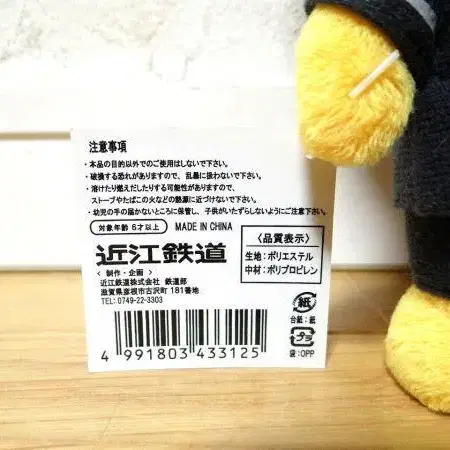 注意事項
・本品の目的以外でのご使用はしないで下さい。
・破損する恐れがありますので、乱暴に扱わないで下さい。
・溶けたり燃えだしたりする可能性がありますので、
ストーブやたばこの火などの熱源に近づけないで下さい。
・幼児の手の届かないところに保管し、子供がいたずらしないようにご注意下さい。
対象年齢 6才以上
MADE IN CHINA
近江鉄道
< 制作・企画 >
近江鉄道株式会社 鉄道部
滋賀県彦根市古沢町181番地
TEL:0749-22-3303
〈品質表示〉
生地:ポリエステル
中材:ポリプロピレン
紙
台紙:紙
プラ
袋:OPP
4 991803 433125